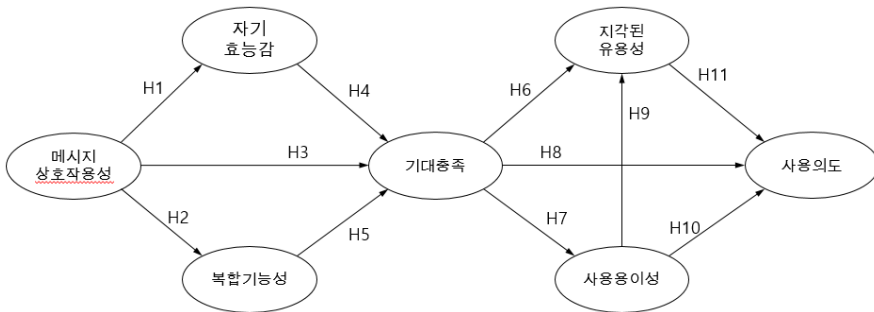 자기
효능감
지각된
유용성
H1
H4
H6
H11
H9
메시지
상호작용성
H3
기대충족
H8
사용의도
H2
H5
H7
H10
복합기능성
사용용이성